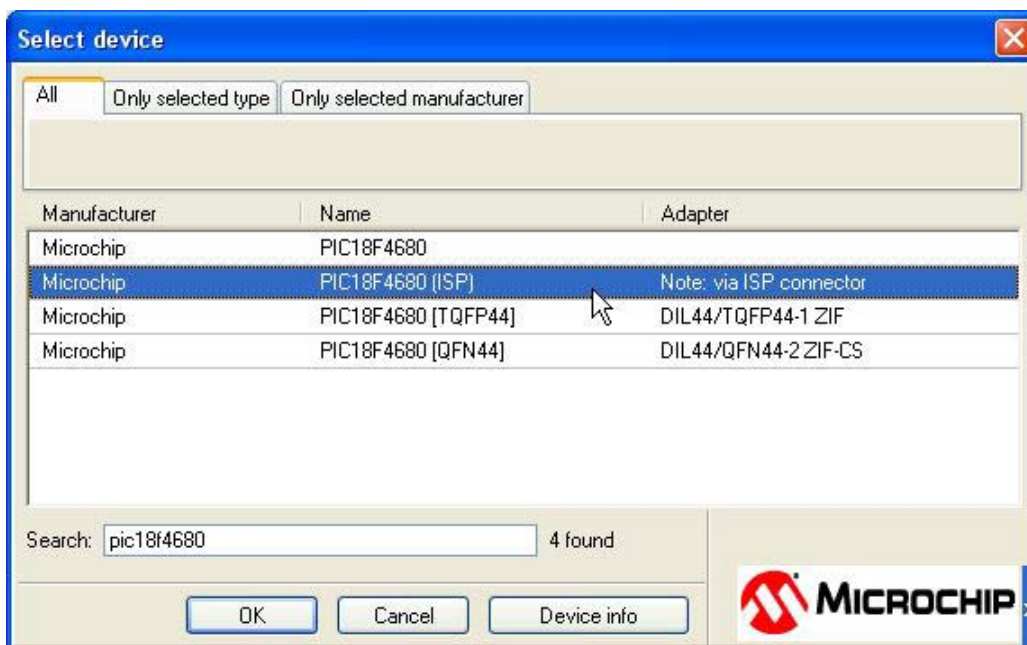 Select device
All Only selected type Only selected manufacturer
Manufacturer Name Adapter
Microchip PIC18F4680
Microchip PIC18F4680 (ISP) Note: via ISP connector
Microchip PIC18F4680 [TQFP44] DIL44/TQFP44-1 ZIF
Microchip PIC18F4680 [QFN44] DIL44/QFN44-2 ZIF-CS
Search: pic18f4680 4 found
OK Cancel Device info
MICROCHIP